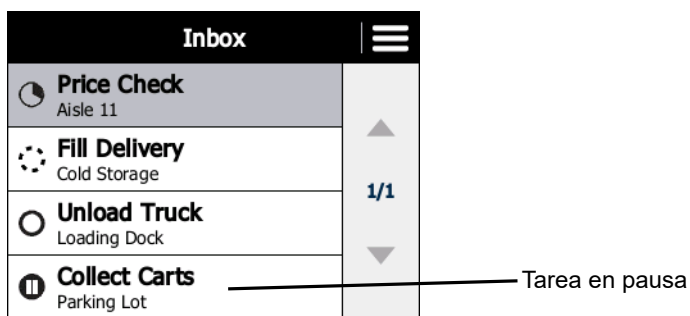 Inbox
Price Check
Aisle 11
Fill Delivery
Cold Storage
1/1
Unload Truck
Loading Dock
Collect Carts
Parking Lot
Tarea en pausa